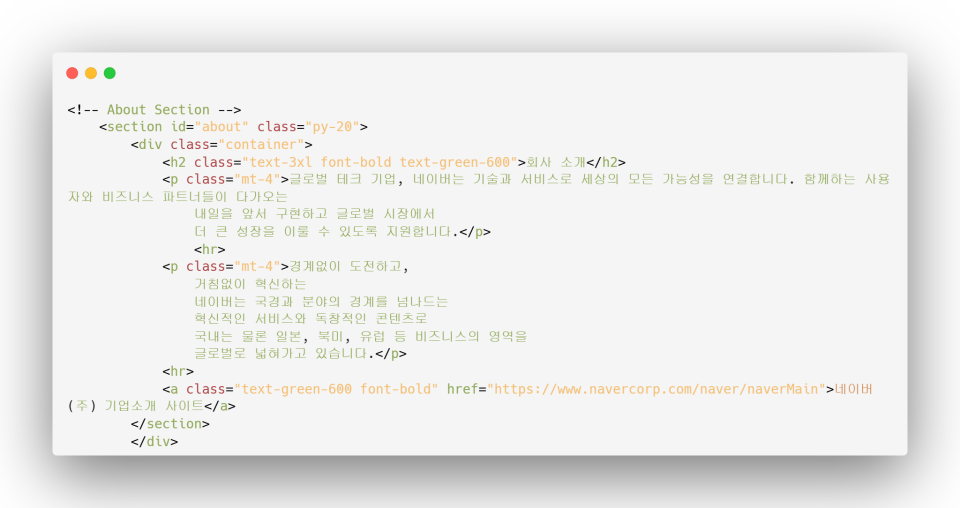 <!-- About Section -->
<section id="about" class="py-20">
<div class="container">
<h2 class="text-3xl font-bold text-green-600">회사 소개</h2>
<p class="mt-4">글로벌 테크 기업, 네이버는 기술과 서비스로 세상의 모든 가능성을 연결합니다. 함께하는 사용
자와 비즈니스 파트너들이 다가오는
내일을 앞서 구현하고 글로벌 시장에서
더 큰 성장을 이룰 수 있도록 지원합니다.</p>
<hr>
<p class="mt-4">경계없이 도전하고,
거침없이 혁신하는
네이버는 국경과 분야의 경계를 넘나드는
혁신적인 서비스와 독창적인 콘텐츠로
국내는 물론 일본, 북미, 유럽 등 비즈니스의 영역을
글로벌로 넓혀가고 있습니다.</p>
<hr>
<a class="text-green-600 font-bold" href="https://www.navercorp.com/naver/naverMain">네이버
(주) 기업소개 사이트</a>
</section>
</div>